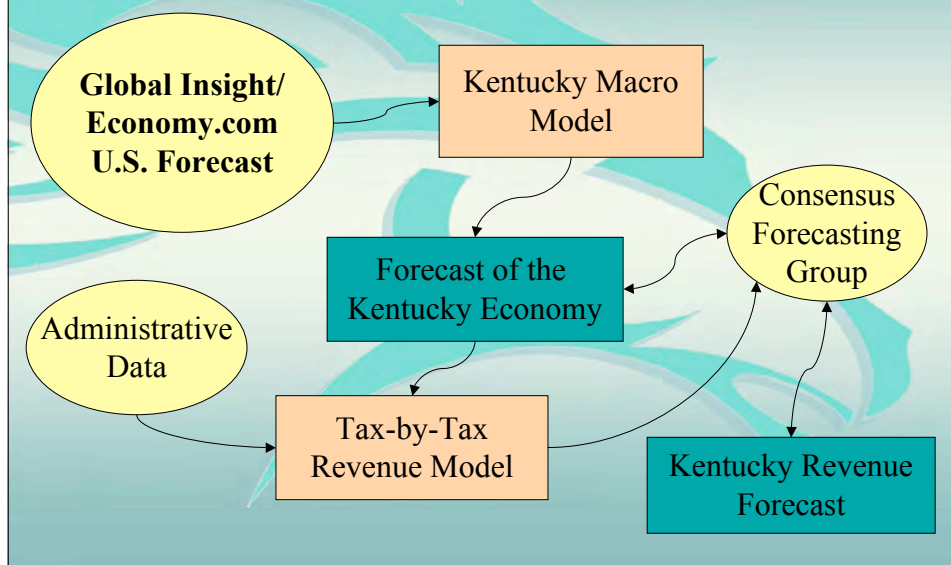 Global Insight/
Economy.com
U.S. Forecast
Kentucky Macro
Model
Consensus
Forecasting
Group
Forecast of the
Kentucky Economy
Administrative
Data
Tax-by-Tax
Revenue Model
Kentucky Revenue
Forecast